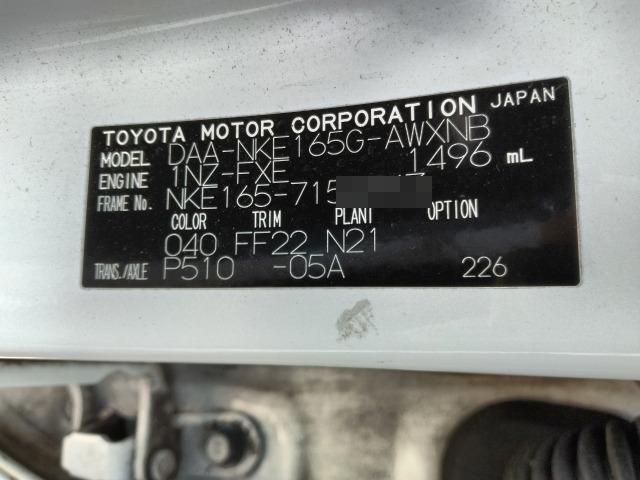 TOYOTA MOTOR CORPORATION JAPAN
MODEL DAA-NKE165G-AWXNB
ENGINE 1NZ-FXE 1496 mL
FRAME No. NKE165-715
COLOR TRIM PLANT OPTION
040 FF22 N21
TRANS./AXLE P510 -05A 226